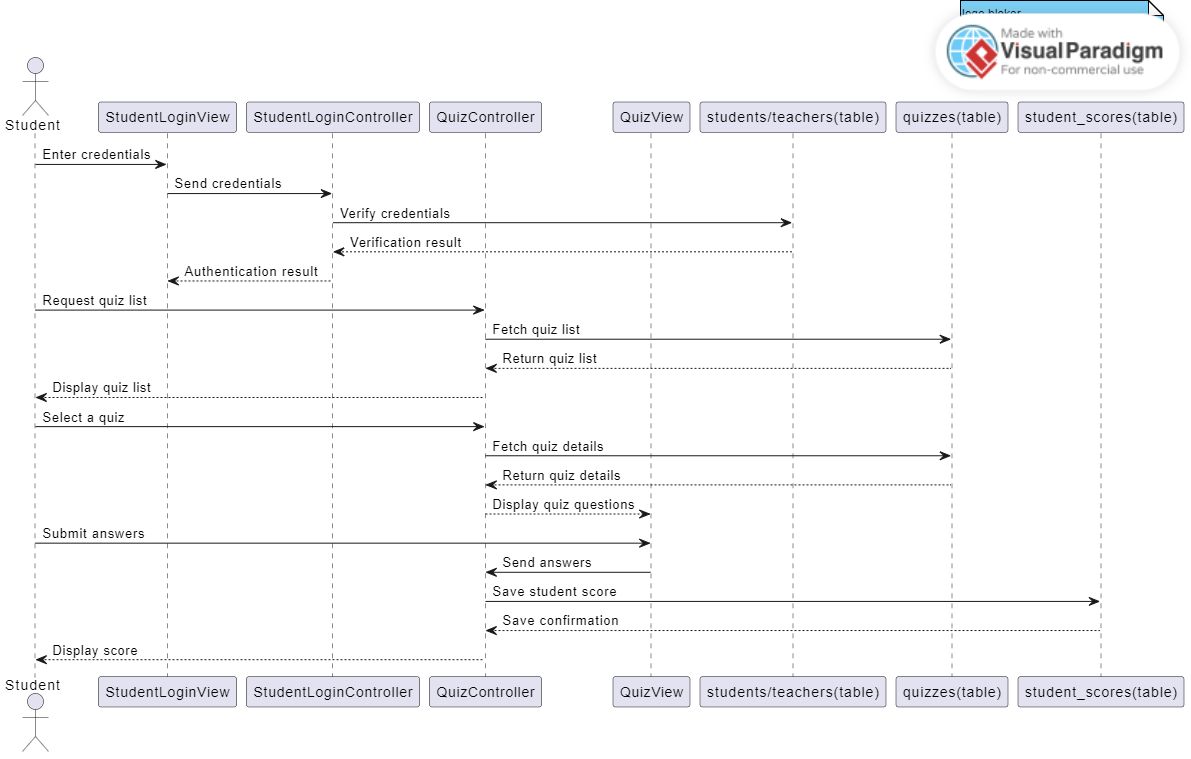 logo bloker
Made with
VisualParadigm
For non-commercial use
Student
StudentLoginView
StudentLoginController
QuizController
QuizView
students/teachers(table)
quizzes(table)
student_scores(table)
Enter credentials
Send credentials
Verify credentials
Verification result
Authentication result
Request quiz list
Fetch quiz list
Return quiz list
Display quiz list
Select a quiz
Fetch quiz details
Return quiz details
Display quiz questions
Submit answers
Send answers
Save student score
Save confirmation
Display score
Student
StudentLoginView
StudentLoginController
QuizController
QuizView
students/teachers(table)
quizzes(table)
student_scores(table)